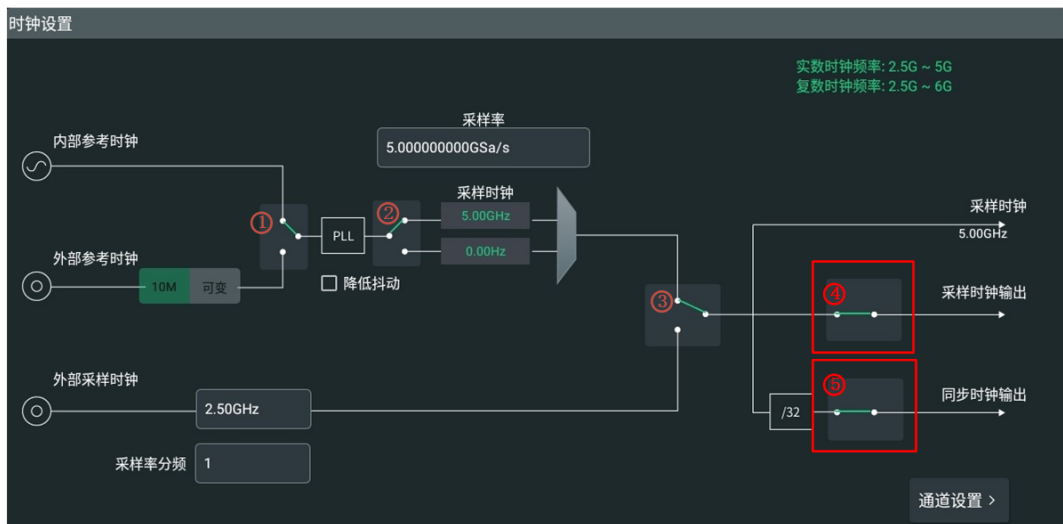 时钟设置
实数时钟频率: 2.5G ~ 5G
复数时钟频率: 2.5G ~ 6G
采样率
5.000000000GSa/s
内部参考时钟
采样时钟
①
②
5.00GHz
PLL
0.00Hz
降低抖动
外部参考时钟
10M
可变
采样时钟
5.00GHz
③
④
采样时钟输出
外部采样时钟
2.50GHz
⑤
/32
同步时钟输出
采样率分频
1
通道设置 >